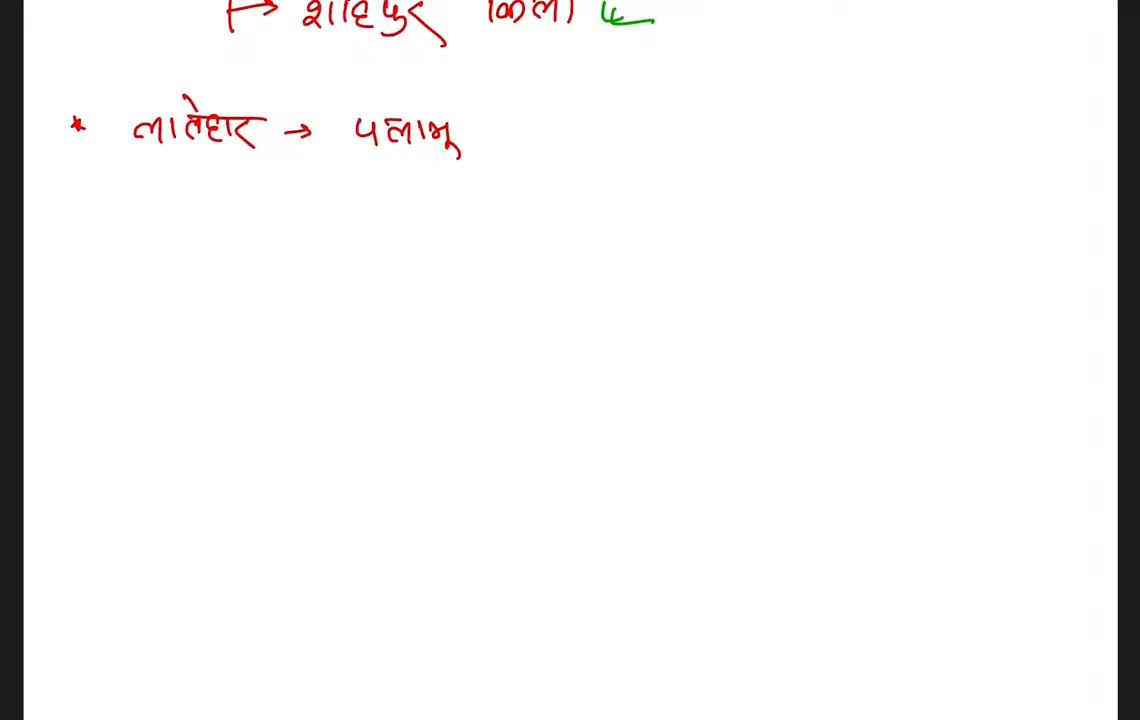 ↦ शाहपुर किला
* लातेहार → पलामू